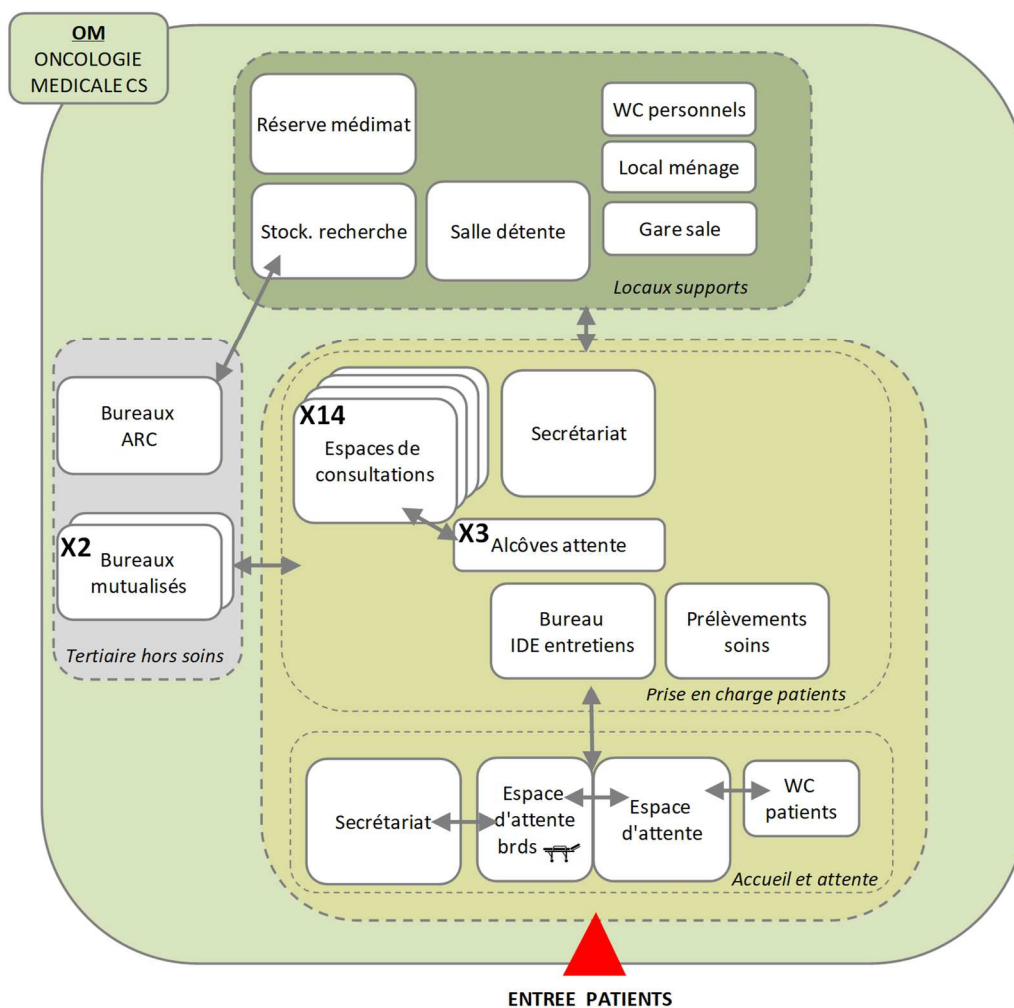 OM
ONCOLOGIE
MEDICALE CS
Réserve médimat
WC personnels
Local ménage
Stock. recherche
Salle détente
Gare sale
Locaux supports
Bureaux
ARC
X2
Bureaux
mutualisés
Tertiaire hors soins
X14
Espaces de
consultations
Secrétariat
X3
Alcôves attente
Bureau
IDE entretiens
Prélèvements
soins
Prise en charge patients
Secrétariat
Espace
d'attente
brds
Espace
d'attente
WC
patients
Accueil et attente
ENTREE PATIENTS